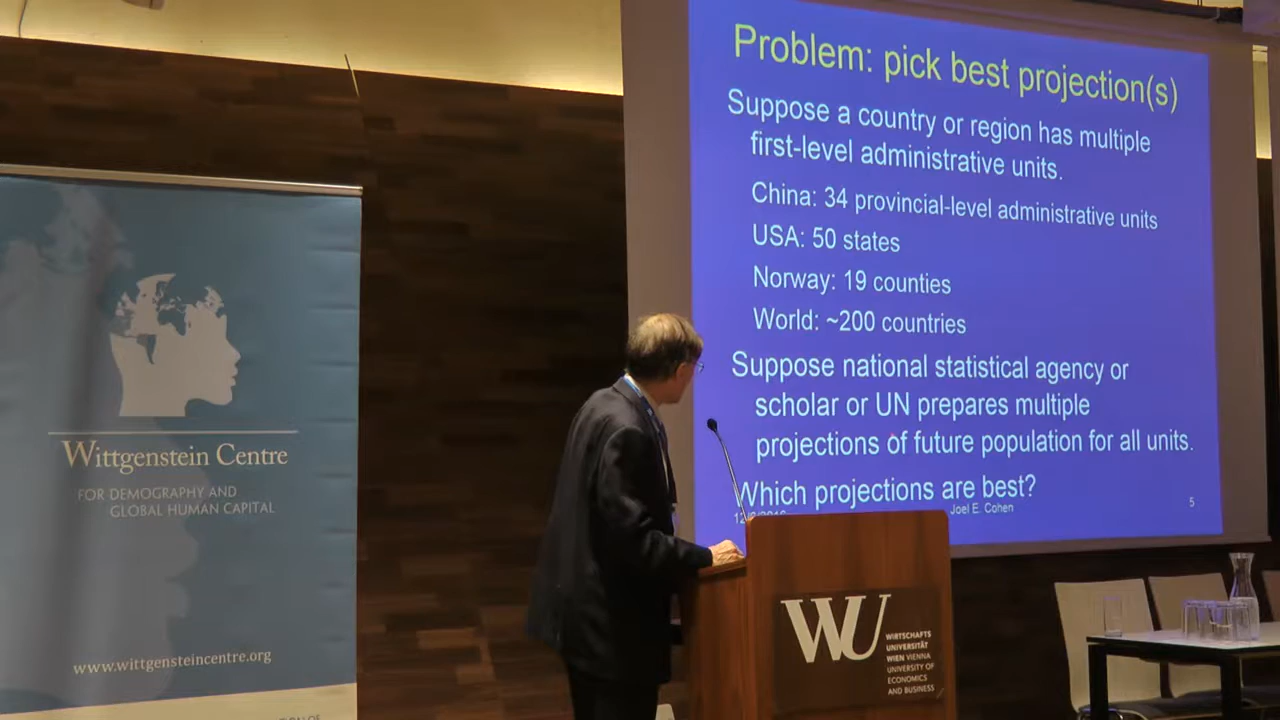 Problem: pick best projection(s)
Suppose a country or region has multiple
first-level administrative units.
China: 34 provincial-level administrative units
USA: 50 states
Norway: 19 counties
World: ~200 countries
Suppose national statistical agency or
scholar or UN prepares multiple
projections of future population for all units.
Which projections are best?
Joel E. Cohen
5
Wittgenstein Centre
FOR DEMOGRAPHY AND
GLOBAL HUMAN CAPITAL
www.wittgensteincentre.org
WU
WIRTSCHAFTS
UNIVERSITÄT
WIEN VIENNA
UNIVERSITY OF
ECONOMICS
AND BUSINESS